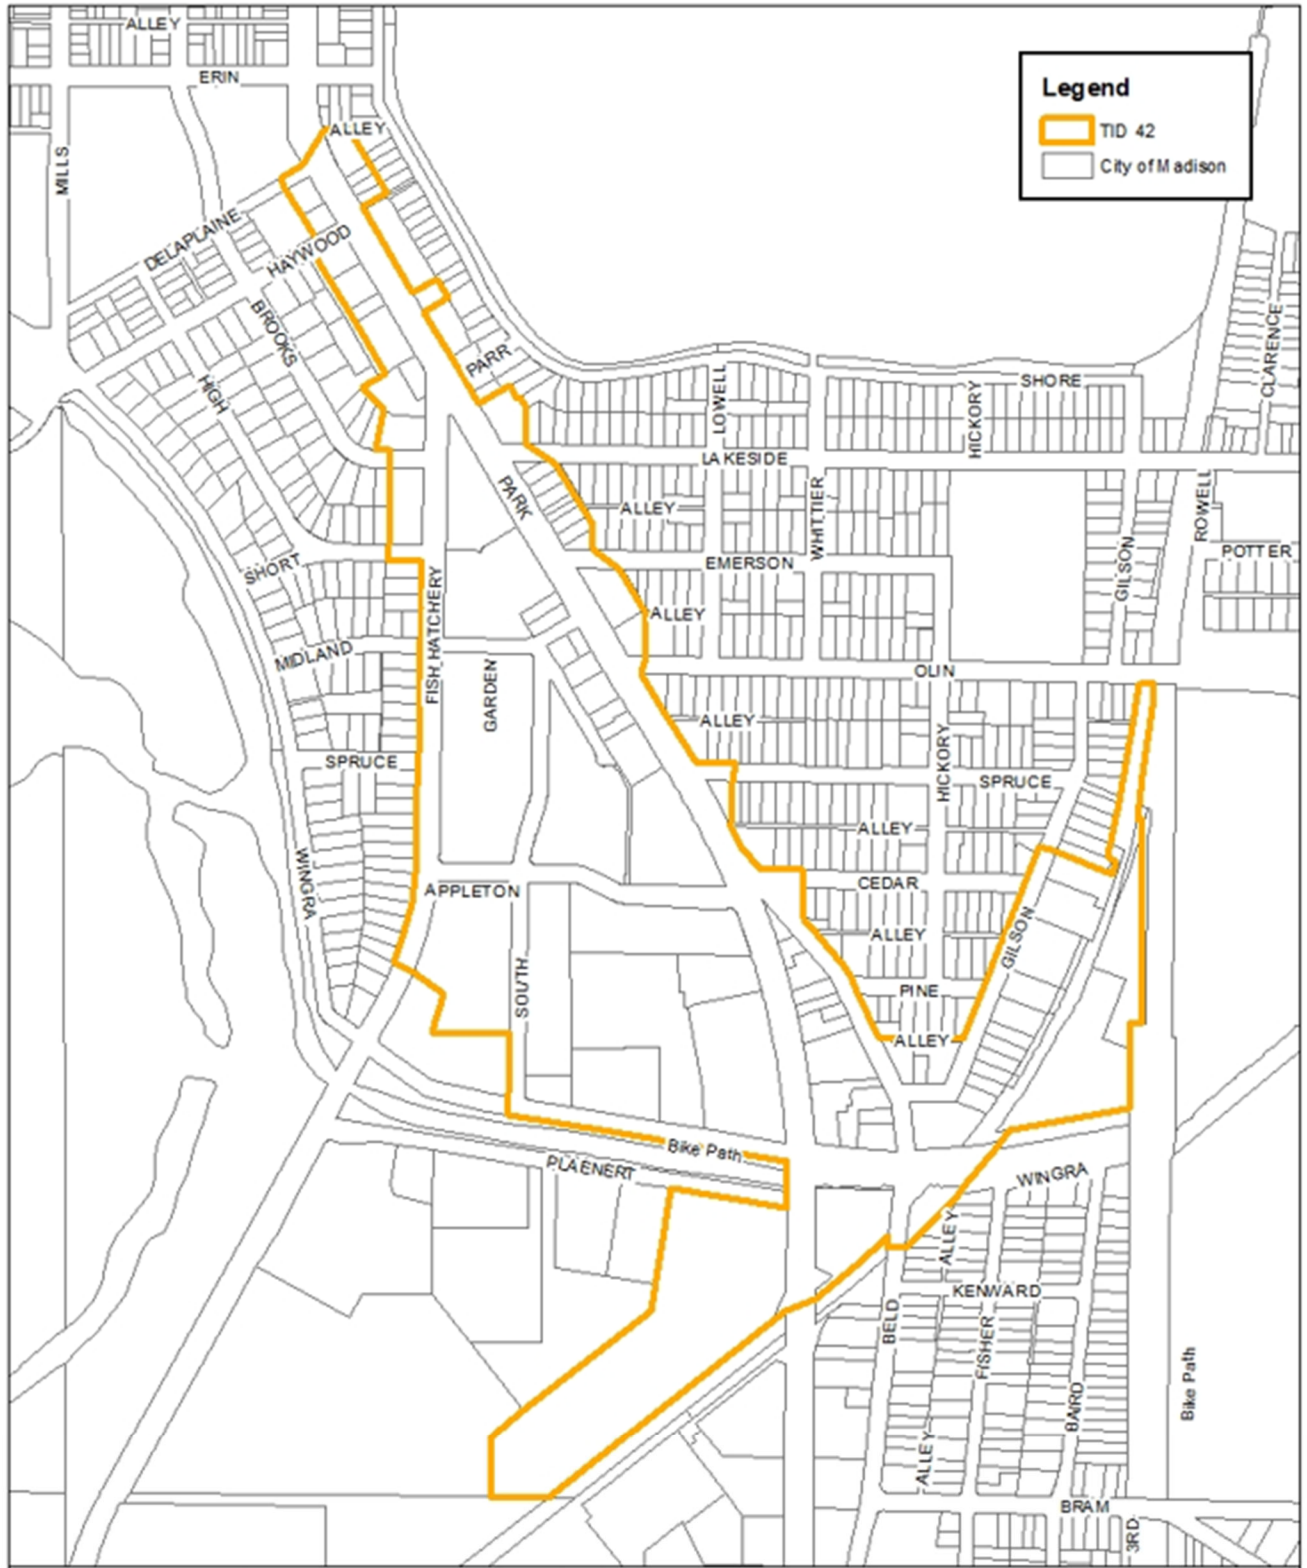 ALLEY
ERIN
Legend
TID 42
City of Madison
ALLEY
MILLS
DELAPLAINE
HAYWOOD
BROOKS
CLARENCE
PARR
HIGH
LOWELL
SHORE
HICKORY
LAKESIDE
PARK
ALLEY
WHITTIER
ROWELL
POTTER
EMERSON
GILSON
SHORT
FISH HATCHERY
ALLEY
MIDLAND
OLIN
GARDEN
ALLEY
HICKORY
SPRUCE
SPRUCE
ALLEY
WINGRA
APPLETON
CEDAR
ALLEY
GILSON
SOUTH
PINE
ALLEY
Bike Path
PLAENERT
WINGRA
ALLEY
KENWARD
BELD
FISHER
BAIRD
Bike Path
ALLEY
BRAM
3RD